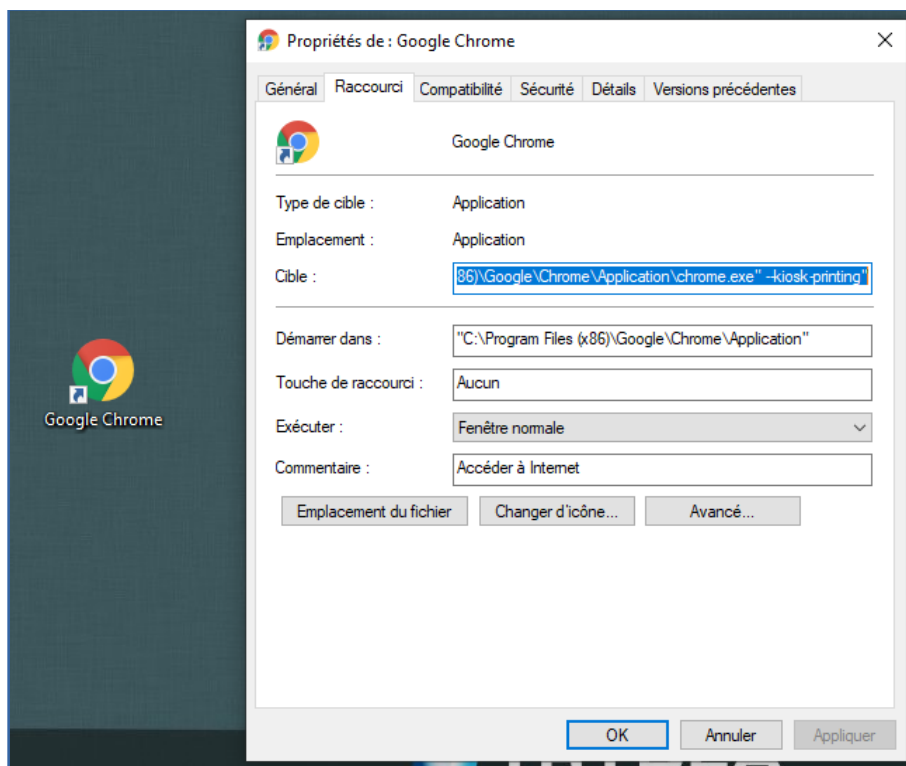 Propriétés de : Google Chrome
Général Raccourci Compatibilité Sécurité Détails Versions précédentes
Google Chrome
Type de cible : Application
Emplacement : Application
Cible : 86)\Google\Chrome\Application\chrome.exe" --kiosk-printing"
Démarrer dans : "C:\Program Files (x86)\Google\Chrome\Application"
Touche de raccourci : Aucun
Google Chrome
Exécuter : Fenêtre normale
Commentaire : Accéder à Internet
Emplacement du fichier Changer d'icône... Avancé...
OK Annuler Appliquer